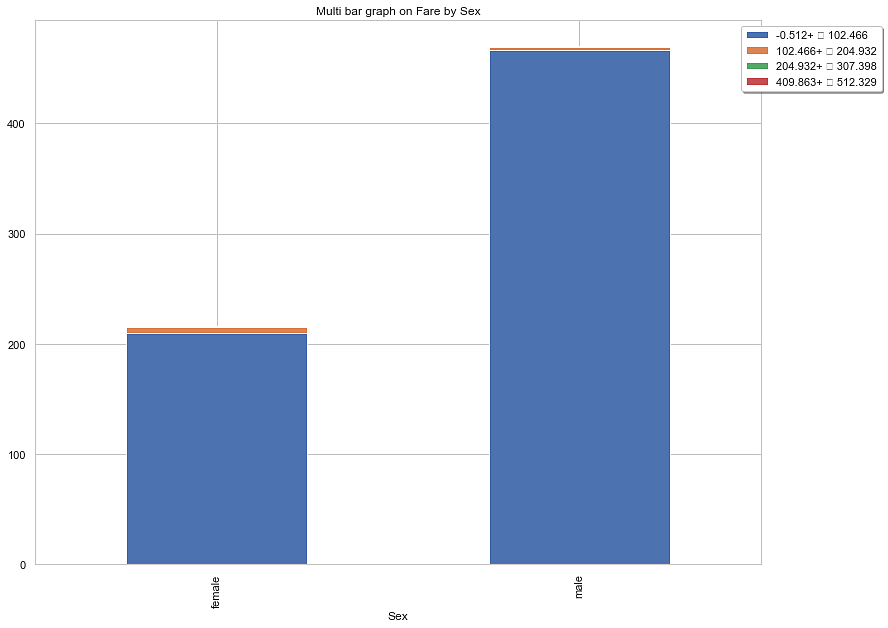 Multi bar graph on Fare by Sex
-0.512+ 􏿮 102.466
102.466+ 􏿮 204.932
204.932+ 􏿮 307.398
409.863+ 􏿮 512.329
400
300
200
100
0
female
male
Sex